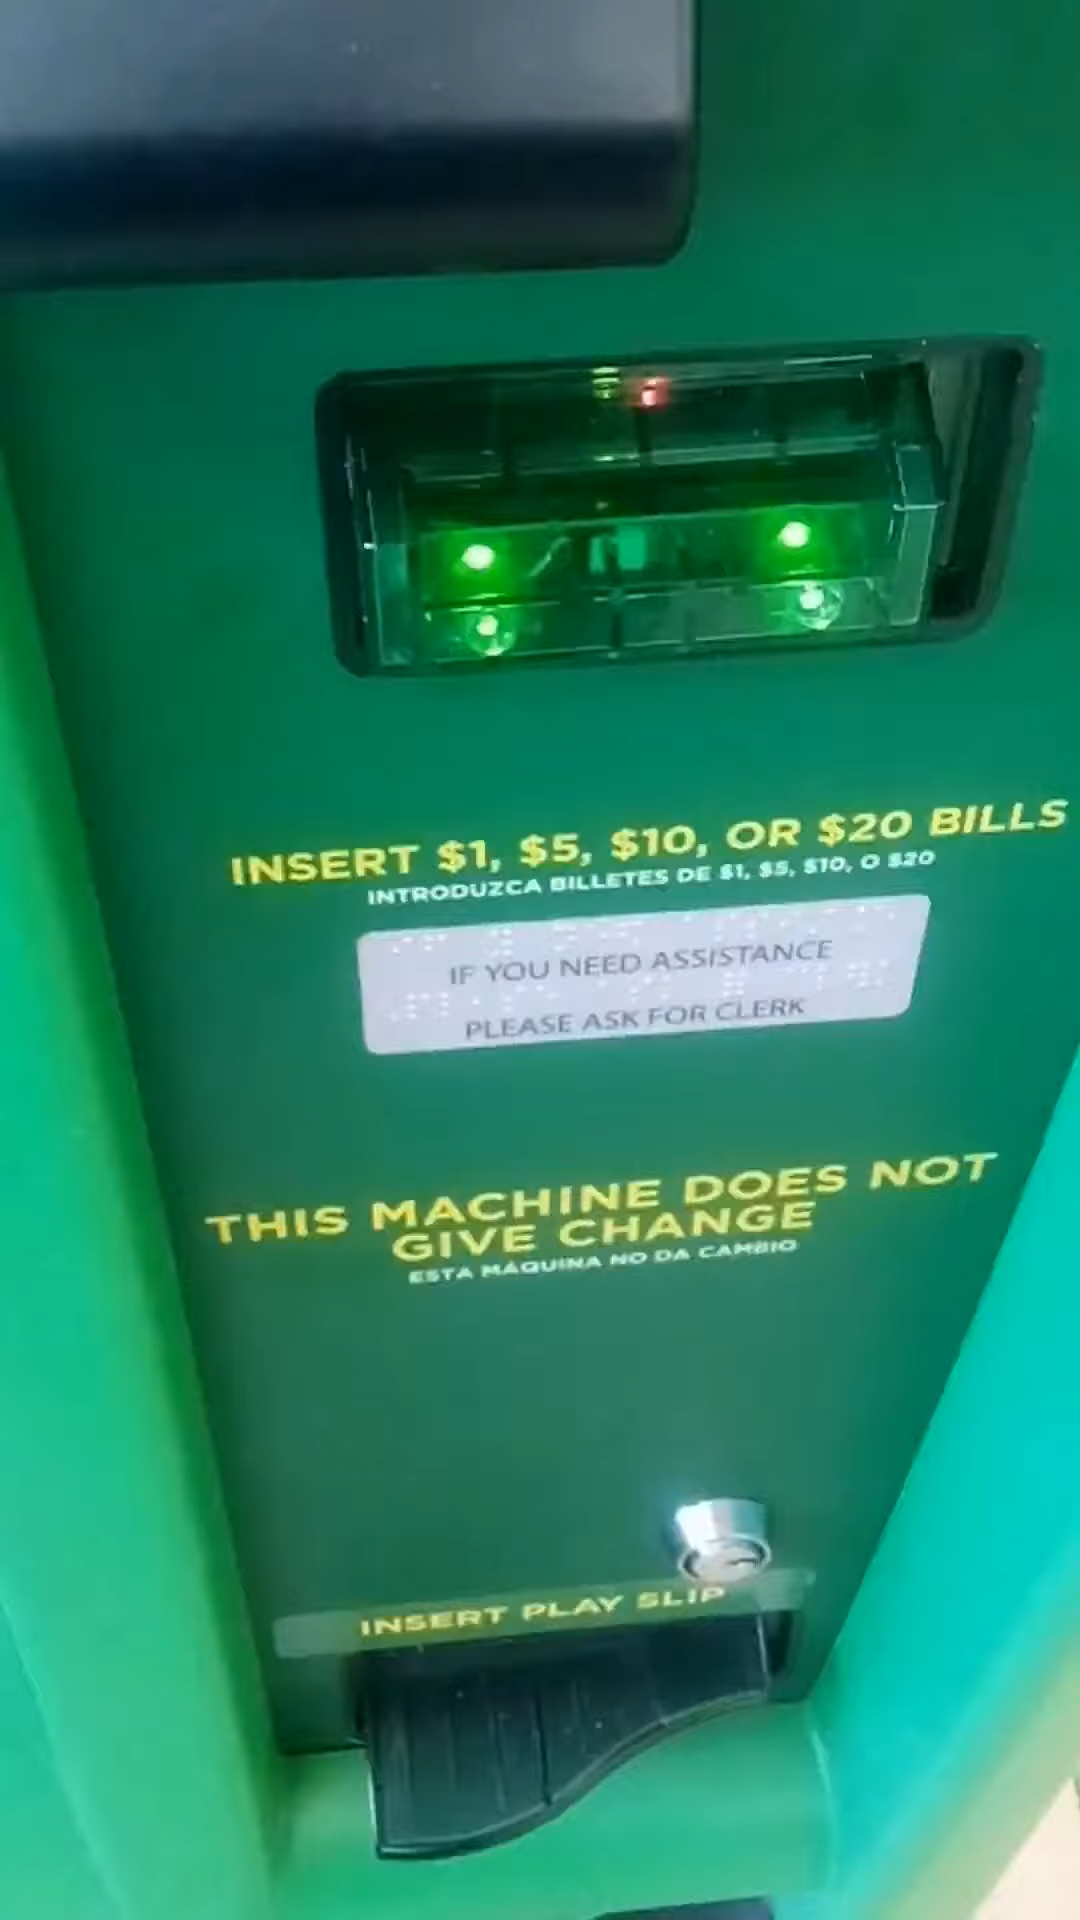 INSERT $1, $5, $10, OR $20 BILLS
INTRODUZCA BILLETES DE $1, $5, $10, O $20
IF YOU NEED ASSISTANCE
PLEASE ASK FOR CLERK
THIS MACHINE DOES NOT
GIVE CHANGE
ESTA MÁQUINA NO DA CAMBIO
INSERT PLAY SLIP